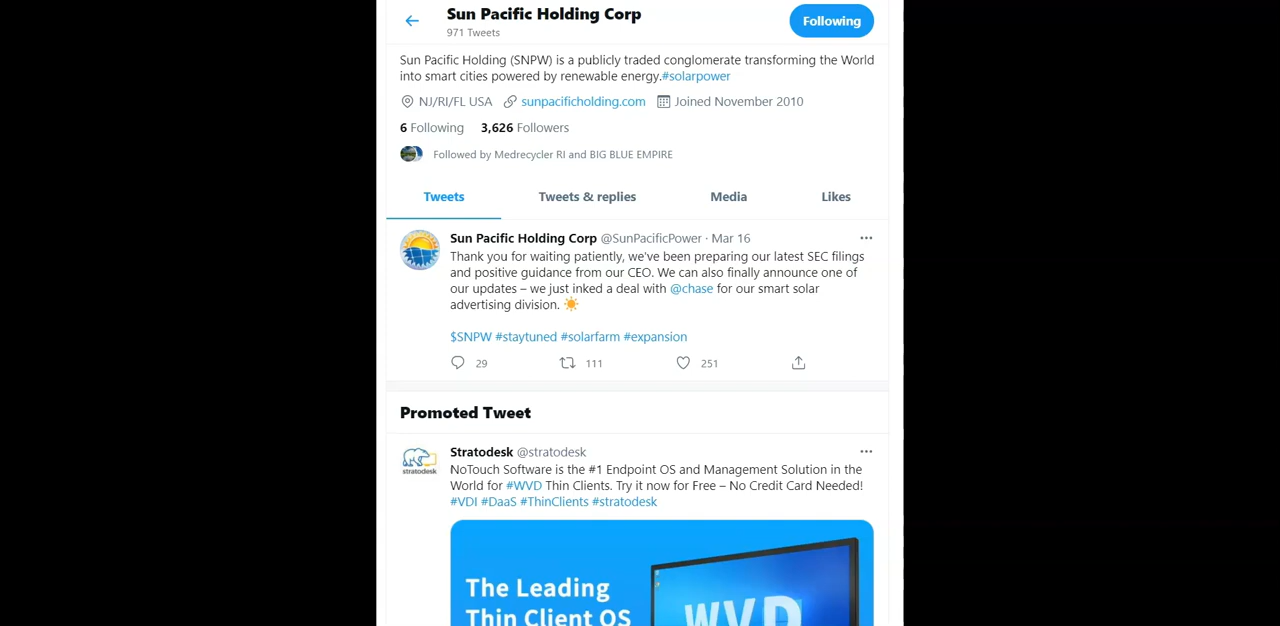 Sun Pacific Holding Corp
971 Tweets
Following
Sun Pacific Holding (SNPW) is a publicly traded conglomerate transforming the World
into smart cities powered by renewable energy.#solarpower
NJ/RI/FL USA sunpacificholding.com Joined November 2010
6 Following 3,626 Followers
Followed by Medrecycler RI and BIG BLUE EMPIRE
Tweets Tweets & replies Media Likes
Sun Pacific Holding Corp @SunPacificPower · Mar 16
Thank you for waiting patiently, we've been preparing our latest SEC filings
and positive guidance from our CEO. We can also finally announce one of
our updates – we just inked a deal with @chase for our smart solar
advertising division.
$SNPW #staytuned #solarfarm #expansion
29 111 251
Promoted Tweet
stratodesk
Stratodesk @stratodesk
NoTouch Software is the #1 Endpoint OS and Management Solution in the
World for #WVD Thin Clients. Try it now for Free – No Credit Card Needed!
#VDI #DaaS #ThinClients #stratodesk
The Leading
Thin Client OS
WVD